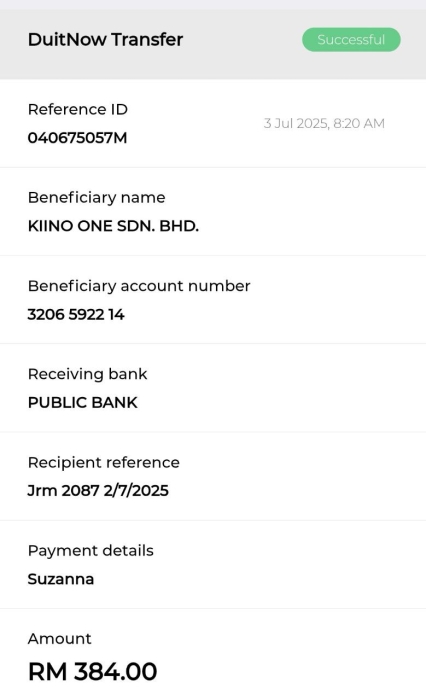 DuitNow Transfer
Successful
Reference ID
3 Jul 2025, 8:20 AM
040675057M
Beneficiary name
KIINO ONE SDN. BHD.
Beneficiary account number
3206 5922 14
Receiving bank
PUBLIC BANK
Recipient reference
Jrm 2087 2/7/2025
Payment details
Suzanna
Amount
RM 384.00